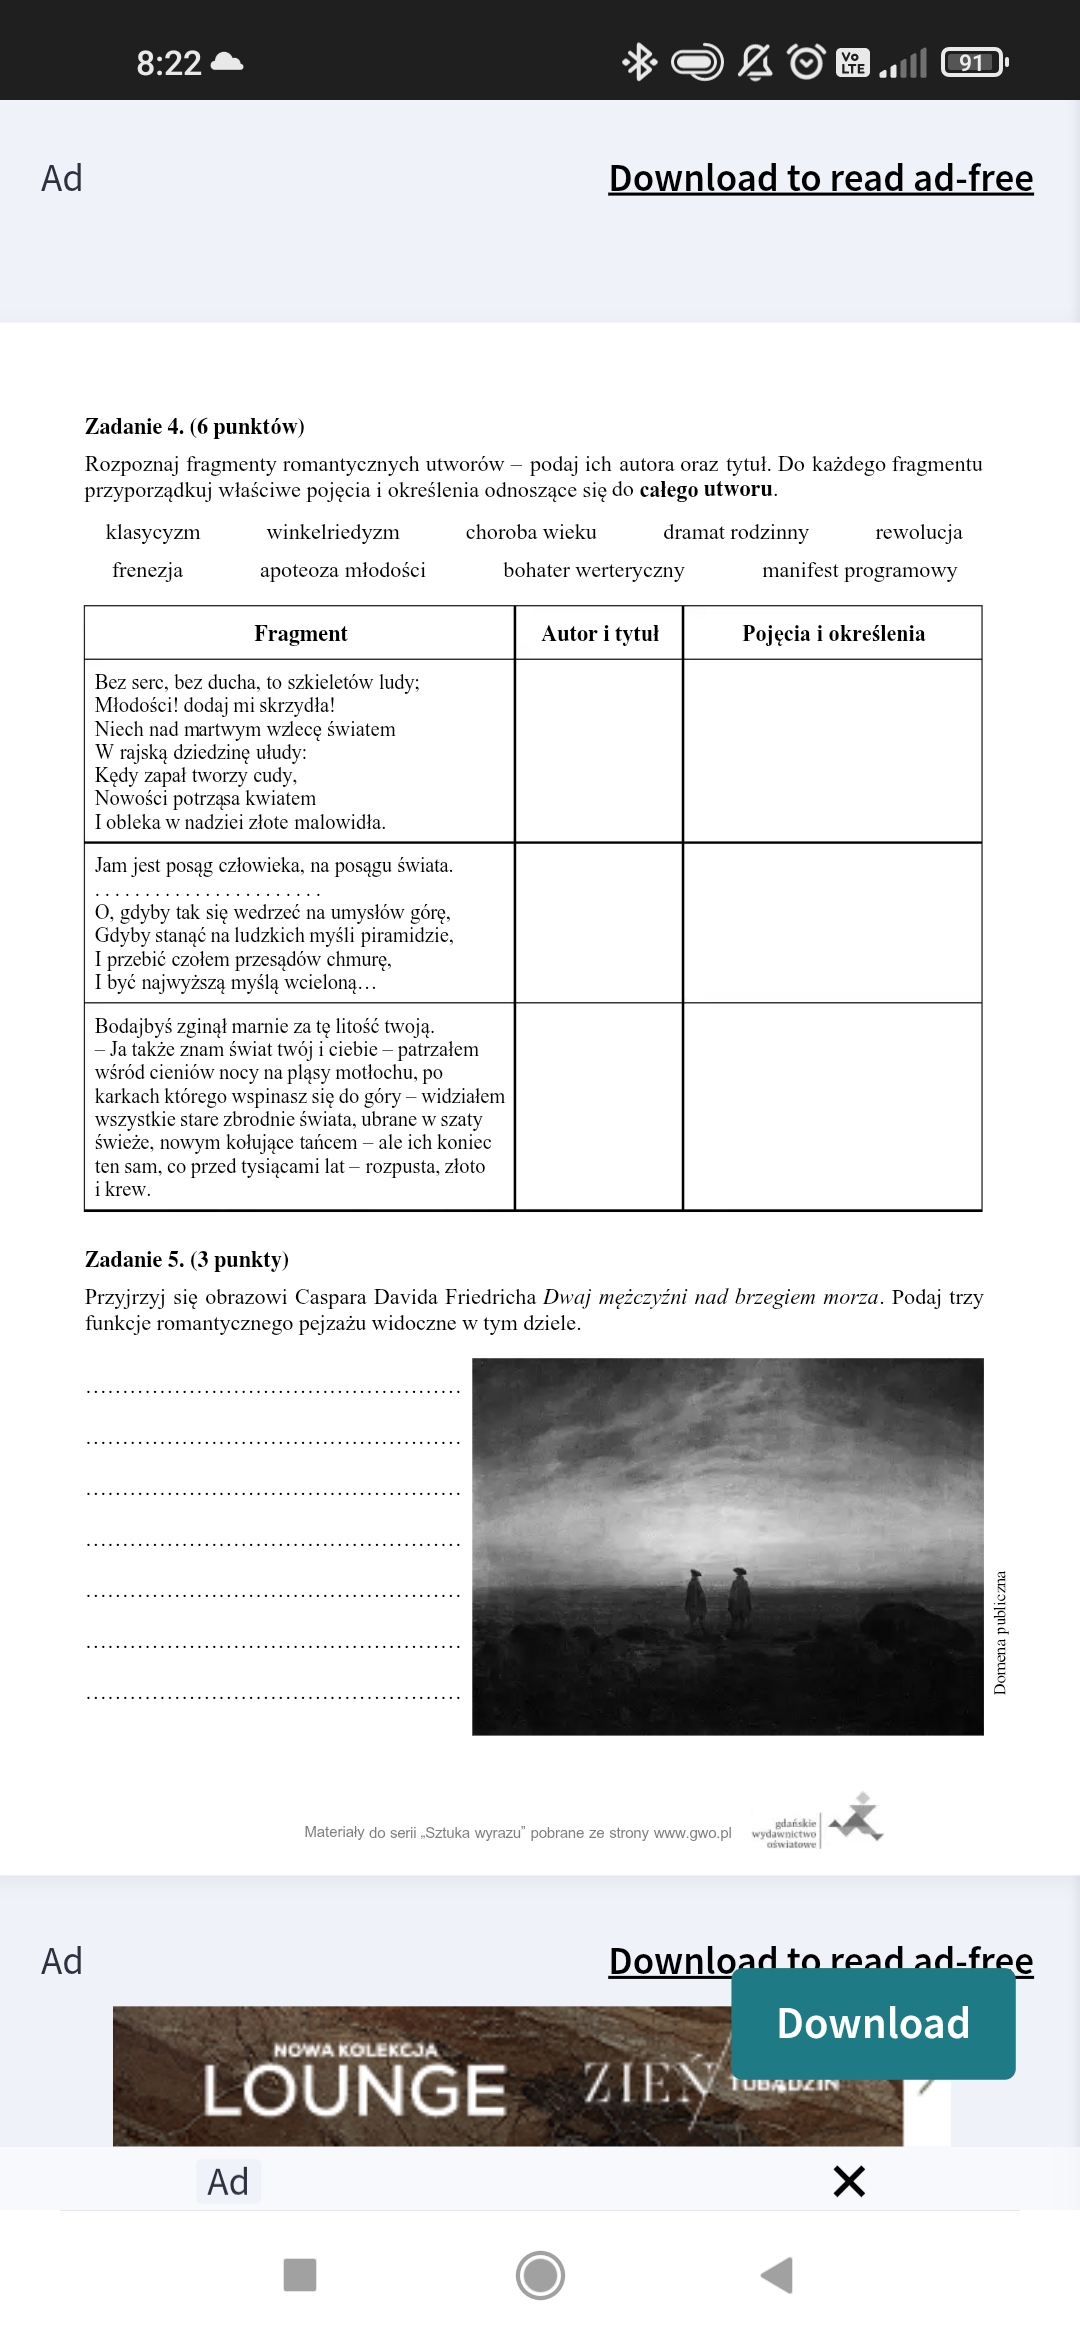 8:22
Vo LTE
91
Ad
Download to read ad-free
Zadanie 4. (6 punktów)
Rozpoznaj fragmenty romantycznych utworów – podaj ich autora oraz tytuł. Do każdego fragmentu
przyporządkuj właściwe pojęcia i określenia odnoszące się do całego utworu.
klasycyzm winkelriedyzm choroba wieku dramat rodzinny rewolucja
frenezja apoteoza młodości bohater werteryczny manifest programowy
Fragment Autor i tytuł Pojęcia i określenia
Bez serc, bez ducha, to szkieletów ludy;
Młodości! dodaj mi skrzydła!
Niech nad martwym wzlecę światem
W rajską dziedzinę ułudy:
Kędy zapał tworzy cudy,
Nowości potrząsa kwiatem
I obleka w nadziei złote malowidła.
Jam jest posąg człowieka, na posągu świata.
. . . . . . . . . . . . . . . . . . . . . . .
O, gdyby tak się wedrzeć na umysłów górę,
Gdyby stanąć na ludzkich myśli piramidzie,
I przebić czołem przesądów chmurę,
I być najwyższą myślą wcieloną…
Bodajbyś zginął marnie za tę litość twoją.
– Ja także znam świat twój i ciebie – patrzałem
wśród cieniów nocy na pląsy motłochu, po
karkach którego wspinasz się do góry – widziałem
wszystkie stare zbrodnie świata, ubrane w szaty
świeże, nowym kołujące tańcem – ale ich koniec
ten sam, co przed tysiącami lat – rozpusta, złoto
i krew.
Zadanie 5. (3 punkty)
Przyjrzyj się obrazowi Caspara Davida Friedricha Dwaj mężczyźni nad brzegiem morza. Podaj trzy
funkcje romantycznego pejzażu widoczne w tym dziele.
Domena publiczna
Materiały do serii „Sztuka wyrazu” pobrane ze strony www.gwo.pl
gdańskie
wydawnictwo
oświatowe
Ad
Download to read ad-free
Download
NOWA KOLEKCJA
LOUNGE
ZIEŃ
TUBĄDZIN
Ad